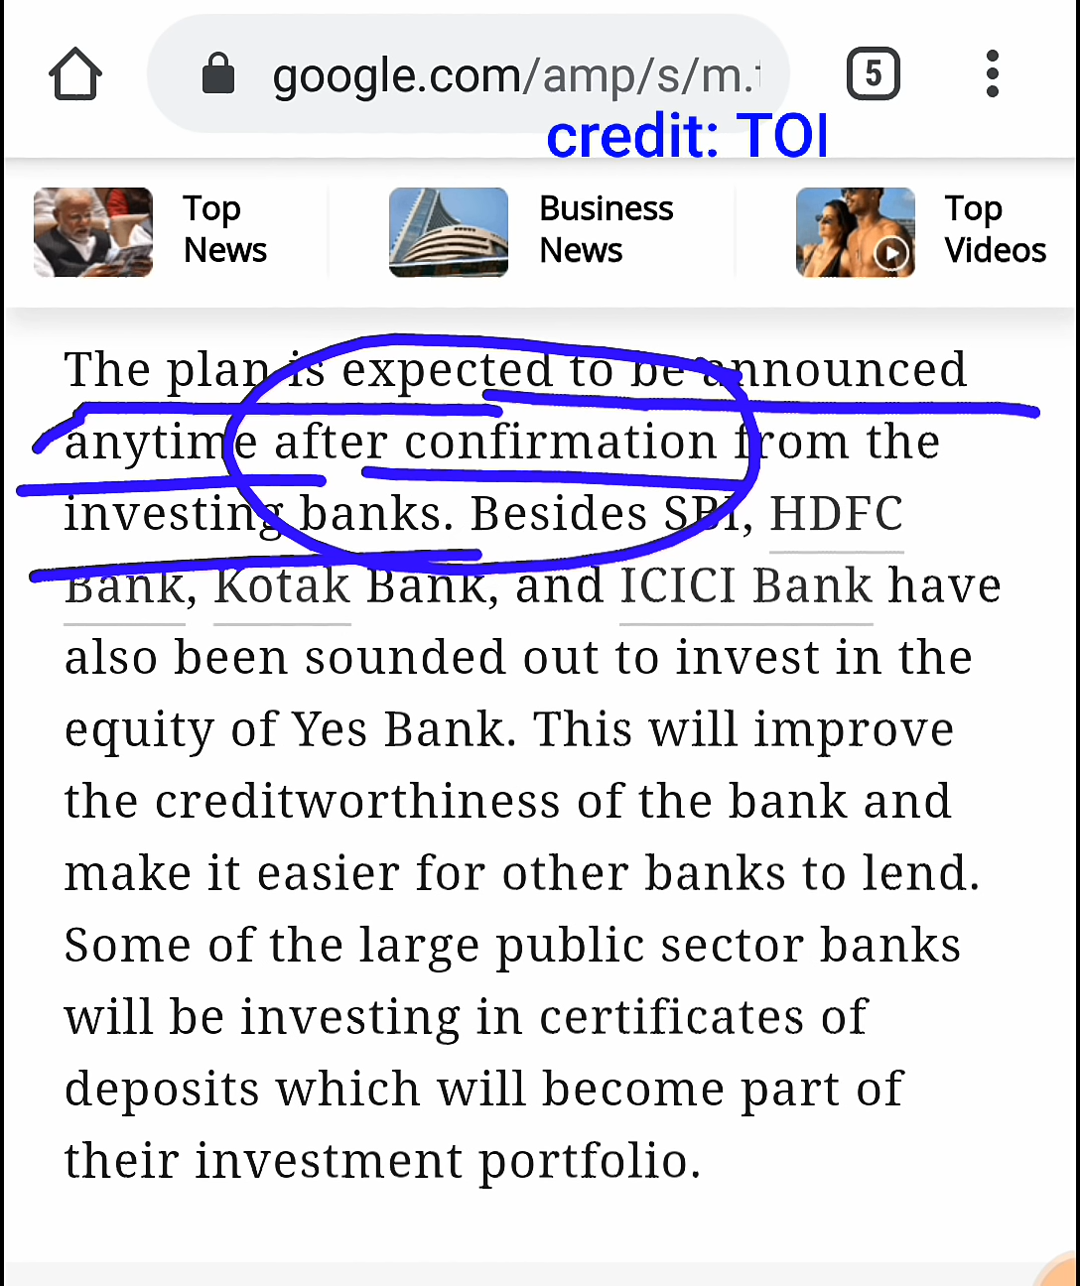 google.com/amp/s/m.
5
credit: TOI
Top
News
Business
News
Top
Videos
The plan is expected to be announced
anytime after confirmation from the
investing banks. Besides SBI, HDFC
Bank, Kotak Bank, and ICICI Bank have
also been sounded out to invest in the
equity of Yes Bank. This will improve
the creditworthiness of the bank and
make it easier for other banks to lend.
Some of the large public sector banks
will be investing in certificates of
deposits which will become part of
their investment portfolio.